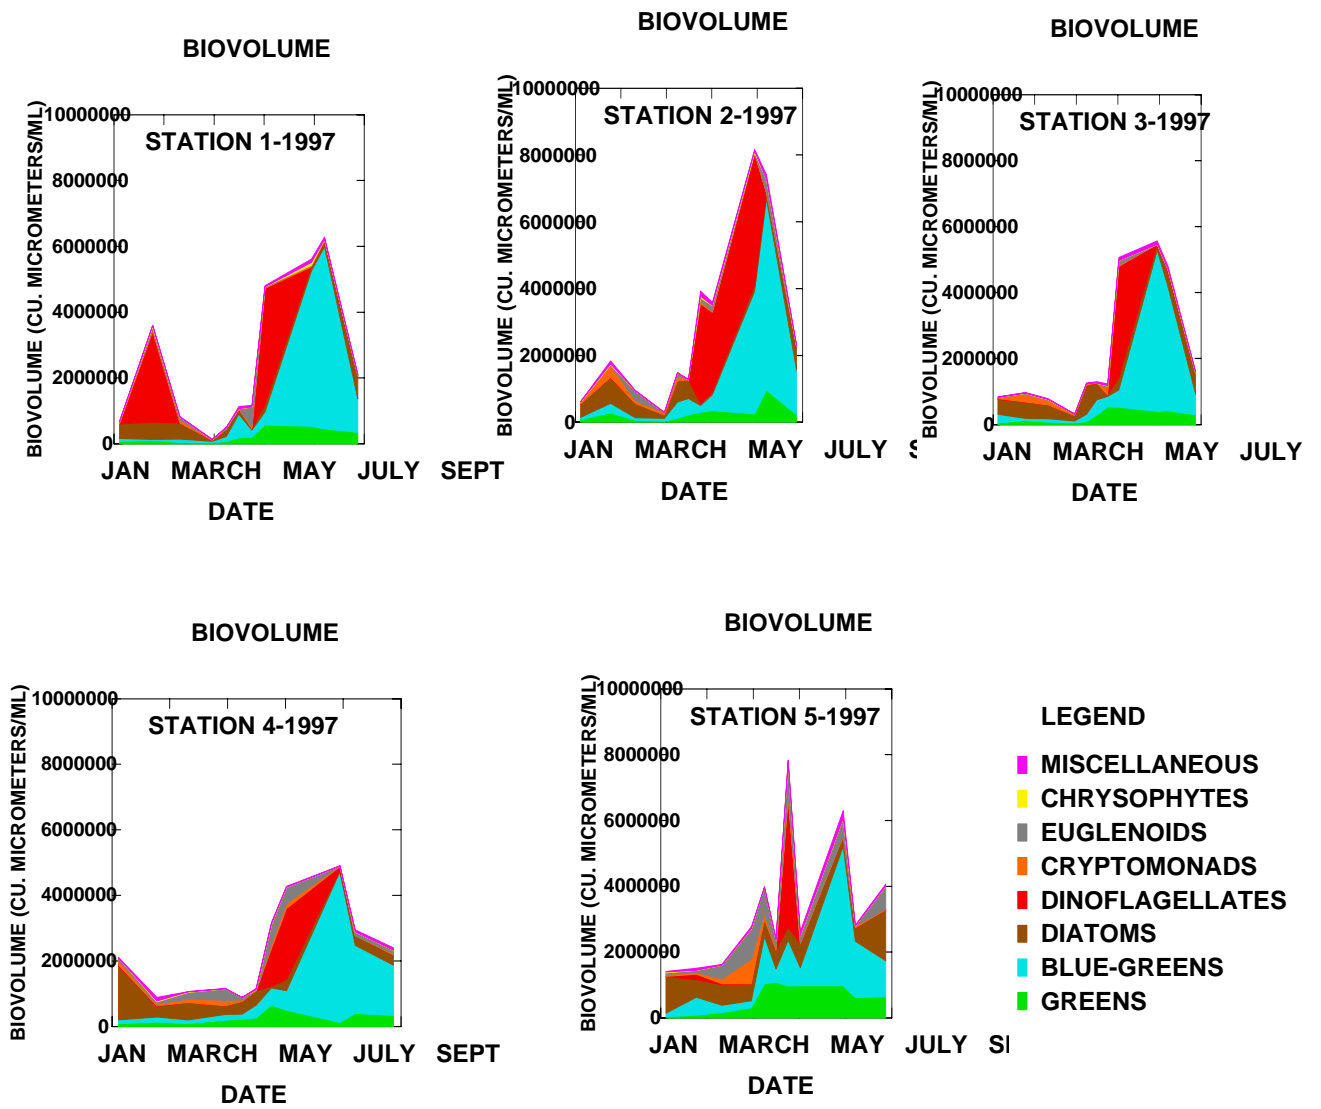 BIOVOLUME
BIOVOLUME (CU. MICROMETERS/ML)
STATION 1-1997
10000000
8000000
6000000
4000000
2000000
0
JAN MARCH MAY JULY SEPT
DATE
BIOVOLUME
BIOVOLUME (CU. MICROMETERS/ML)
STATION 2-1997
10000000
8000000
6000000
4000000
2000000
0
JAN MARCH MAY JULY S
DATE
BIOVOLUME
BIOVOLUME (CU. MICROMETERS/ML)
STATION 3-1997
10000000
8000000
6000000
4000000
2000000
0
JAN MARCH MAY JULY
DATE
BIOVOLUME
BIOVOLUME (CU. MICROMETERS/ML)
STATION 4-1997
10000000
8000000
6000000
4000000
2000000
0
JAN MARCH MAY JULY SEPT
DATE
BIOVOLUME
BIOVOLUME (CU. MICROMETERS/ML)
STATION 5-1997
10000000
8000000
6000000
4000000
2000000
0
JAN MARCH MAY JULY SE
DATE
LEGEND
MISCELLANEOUS
CHRYSOPHYTES
EUGLENOIDS
CRYPTOMONADS
DINOFLAGELLATES
DIATOMS
BLUE-GREENS
GREENS